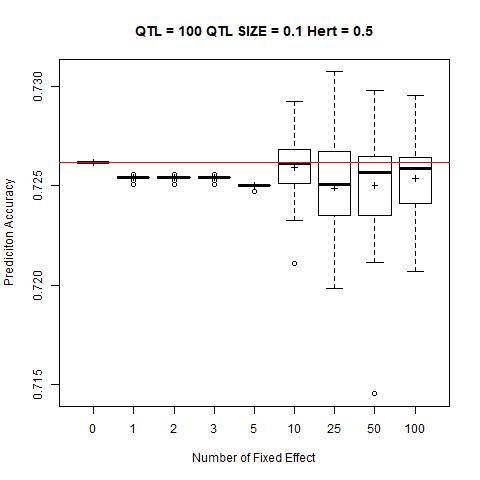 QTL = 100 QTL SIZE = 0.1 Hert = 0.5
Prediciton Accuracy
0.730
0.725
0.720
0.715
0 1 2 3 5 10 25 50 100
Number of Fixed Effect